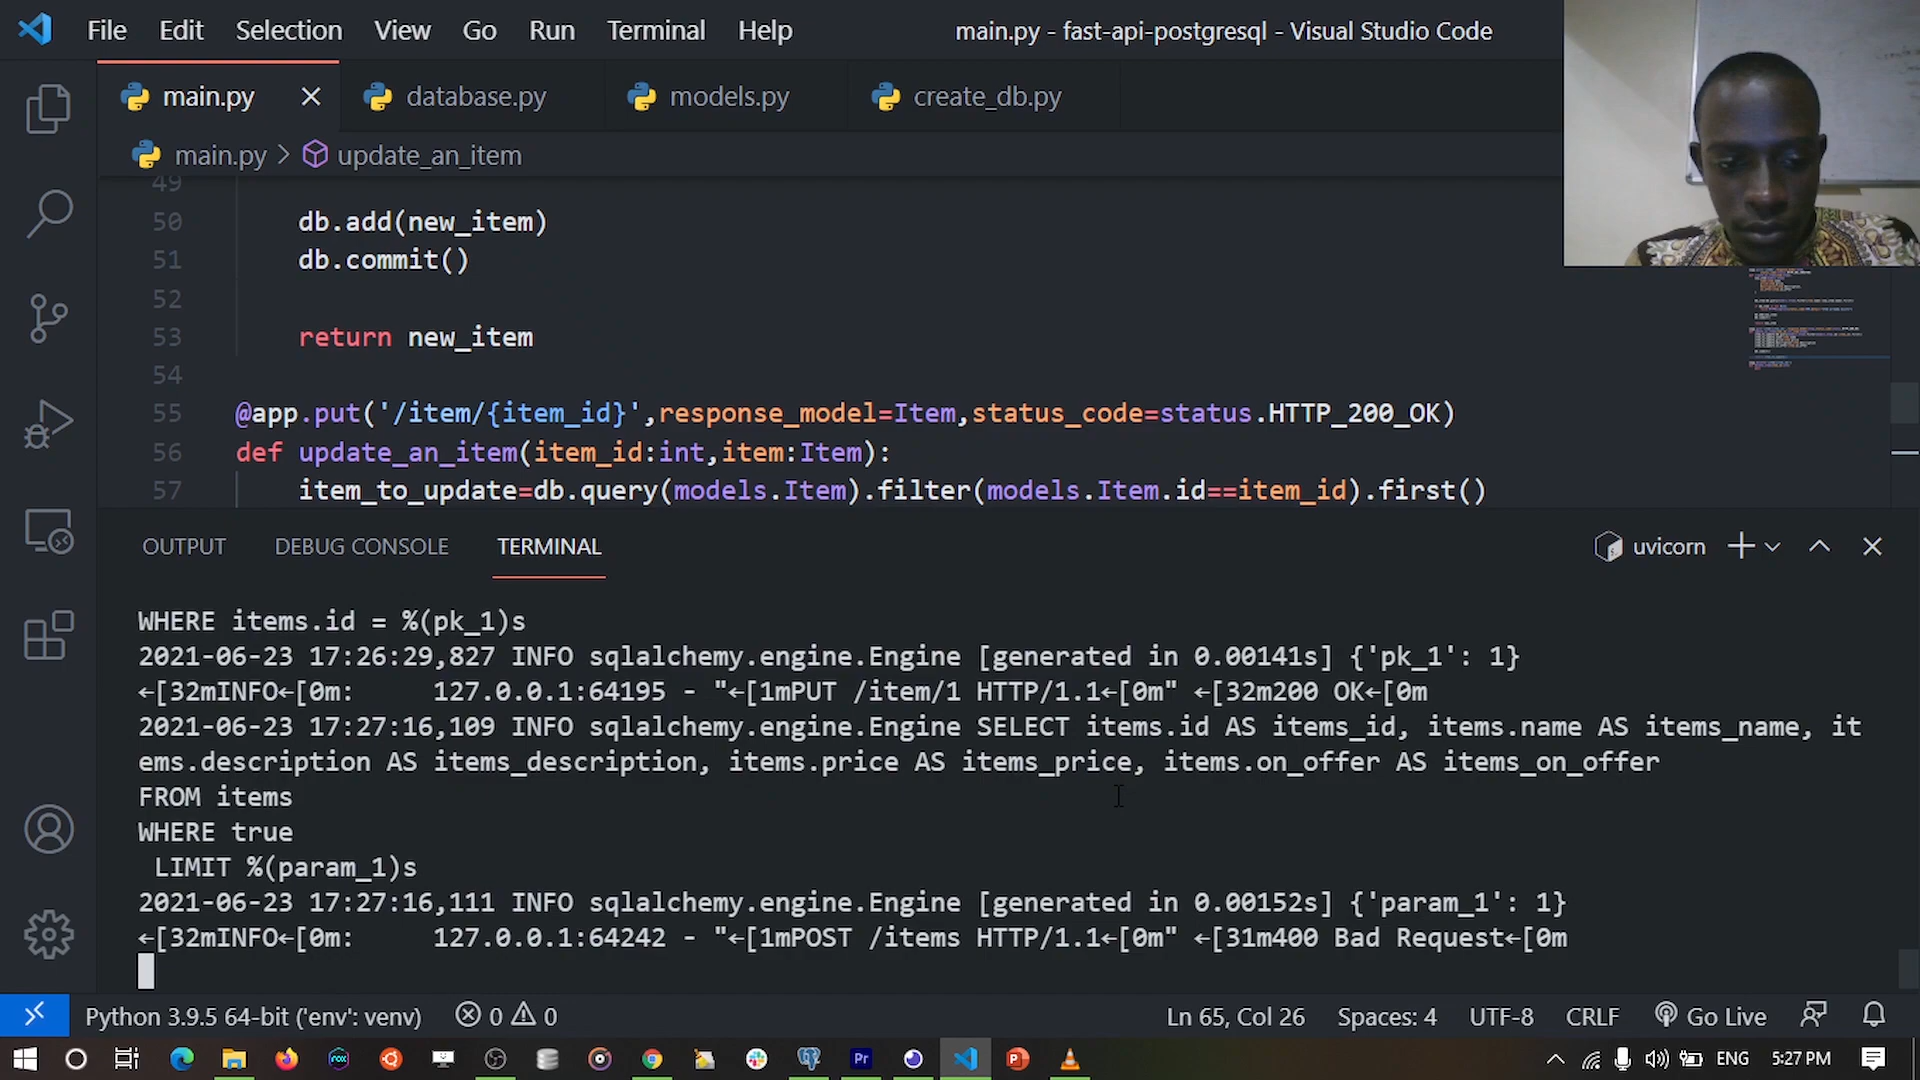 File Edit Selection View Go Run Terminal Help main.py - fast-api-postgresql - Visual Studio Code
main.py database.py models.py create_db.py
main.py > update_an_item
49
50 db.add(new_item)
51 db.commit()
52
53 return new_item
54
55 @app.put('/item/{item_id}',response_model=Item,status_code=status.HTTP_200_OK)
56 def update_an_item(item_id:int,item:Item):
57 item_to_update=db.query(models.Item).filter(models.Item.id==item_id).first()
OUTPUT DEBUG CONSOLE TERMINAL uvicorn
WHERE items.id = %(pk_1)s
2021-06-23 17:26:29,827 INFO sqlalchemy.engine.Engine [generated in 0.00141s] {'pk_1': 1}
←[32mINFO←[0m: 127.0.0.1:64195 - "←[1mPUT /item/1 HTTP/1.1←[0m" ←[32m200 OK←[0m
2021-06-23 17:27:16,109 INFO sqlalchemy.engine.Engine SELECT items.id AS items_id, items.name AS items_name, it
ems.description AS items_description, items.price AS items_price, items.on_offer AS items_on_offer
FROM items
WHERE true
LIMIT %(param_1)s
2021-06-23 17:27:16,111 INFO sqlalchemy.engine.Engine [generated in 0.00152s] {'param_1': 1}
←[32mINFO←[0m: 127.0.0.1:64242 - "←[1mPOST /items HTTP/1.1←[0m" ←[31m400 Bad Request←[0m
Python 3.9.5 64-bit ('env': venv) 0 0 Ln 65, Col 26 Spaces: 4 UTF-8 CRLF Go Live
Pr ENG 5:27 PM